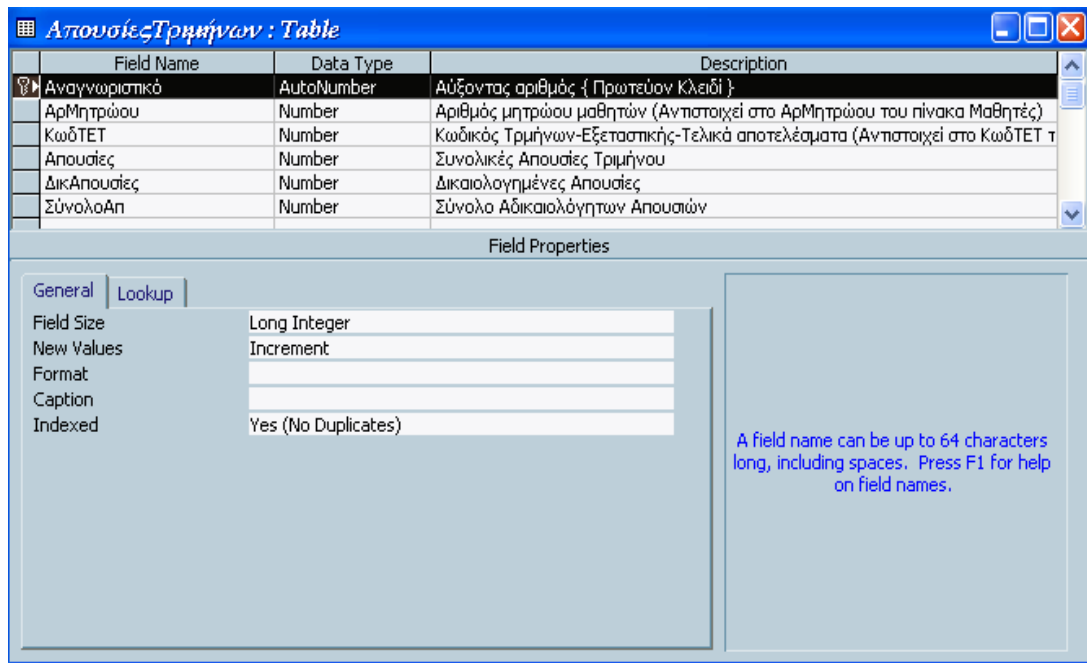 ΑπουσίεςΤριμήνων : Table
Field Name Data Type Description
Αναγνωριστικό AutoNumber Αύξοντας αριθμός { Πρωτεύον Κλειδί }
ΑρΜητρώου Number Αριθμός μητρώου μαθητών (Αντιστοιχεί στο ΑρΜητρώου του πίνακα Μαθητές)
ΚωδΤΕΤ Number Κωδικός Τρμήνων-Εξεταστικής-Τελικά αποτελέσματα (Αντιστοιχεί στο ΚωδΤΕΤ τ
Απουσίες Number Συνολικές Απουσίες Τριμήνου
ΔικΑπουσίες Number Δικαιολογημένες Απουσίες
ΣύνολοΑπ Number Σύνολο Αδικαιολόγητων Απουσιών
Field Properties
General Lookup
Field Size Long Integer
New Values Increment
Format
Caption
Indexed Yes (No Duplicates)
A field name can be up to 64 characters
long, including spaces. Press F1 for help
on field names.